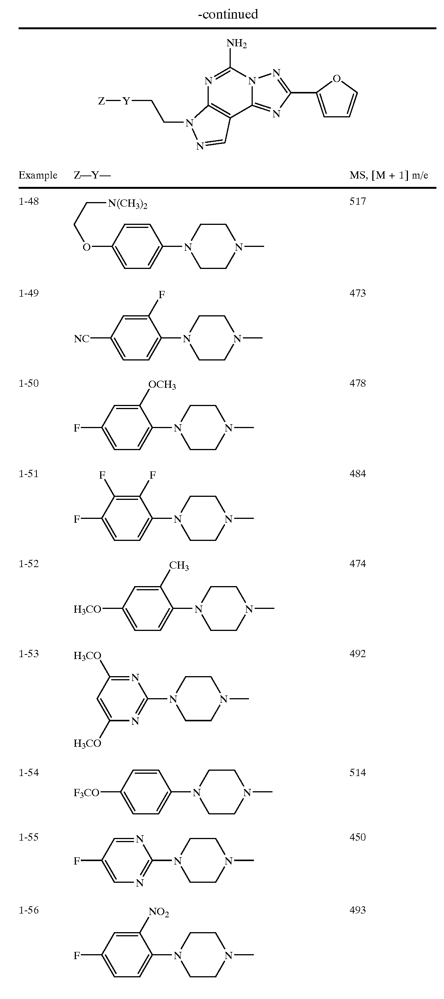 -continued
NH2
N
N
N
O
Z—Y
N
N
N
Example Z—Y— MS, [M + 1] m/e
1-48 517
N(CH3)2
O N N
1-49 473
F
NC N N
1-50 478
OCH3
F N N
1-51 484
F F
F N N
1-52 474
CH3
H3CO N N
1-53 492
H3CO
N
N N
N
H3CO
1-54 514
F3CO N N
1-55 450
N
F N N
N
1-56 493
NO2
F N N